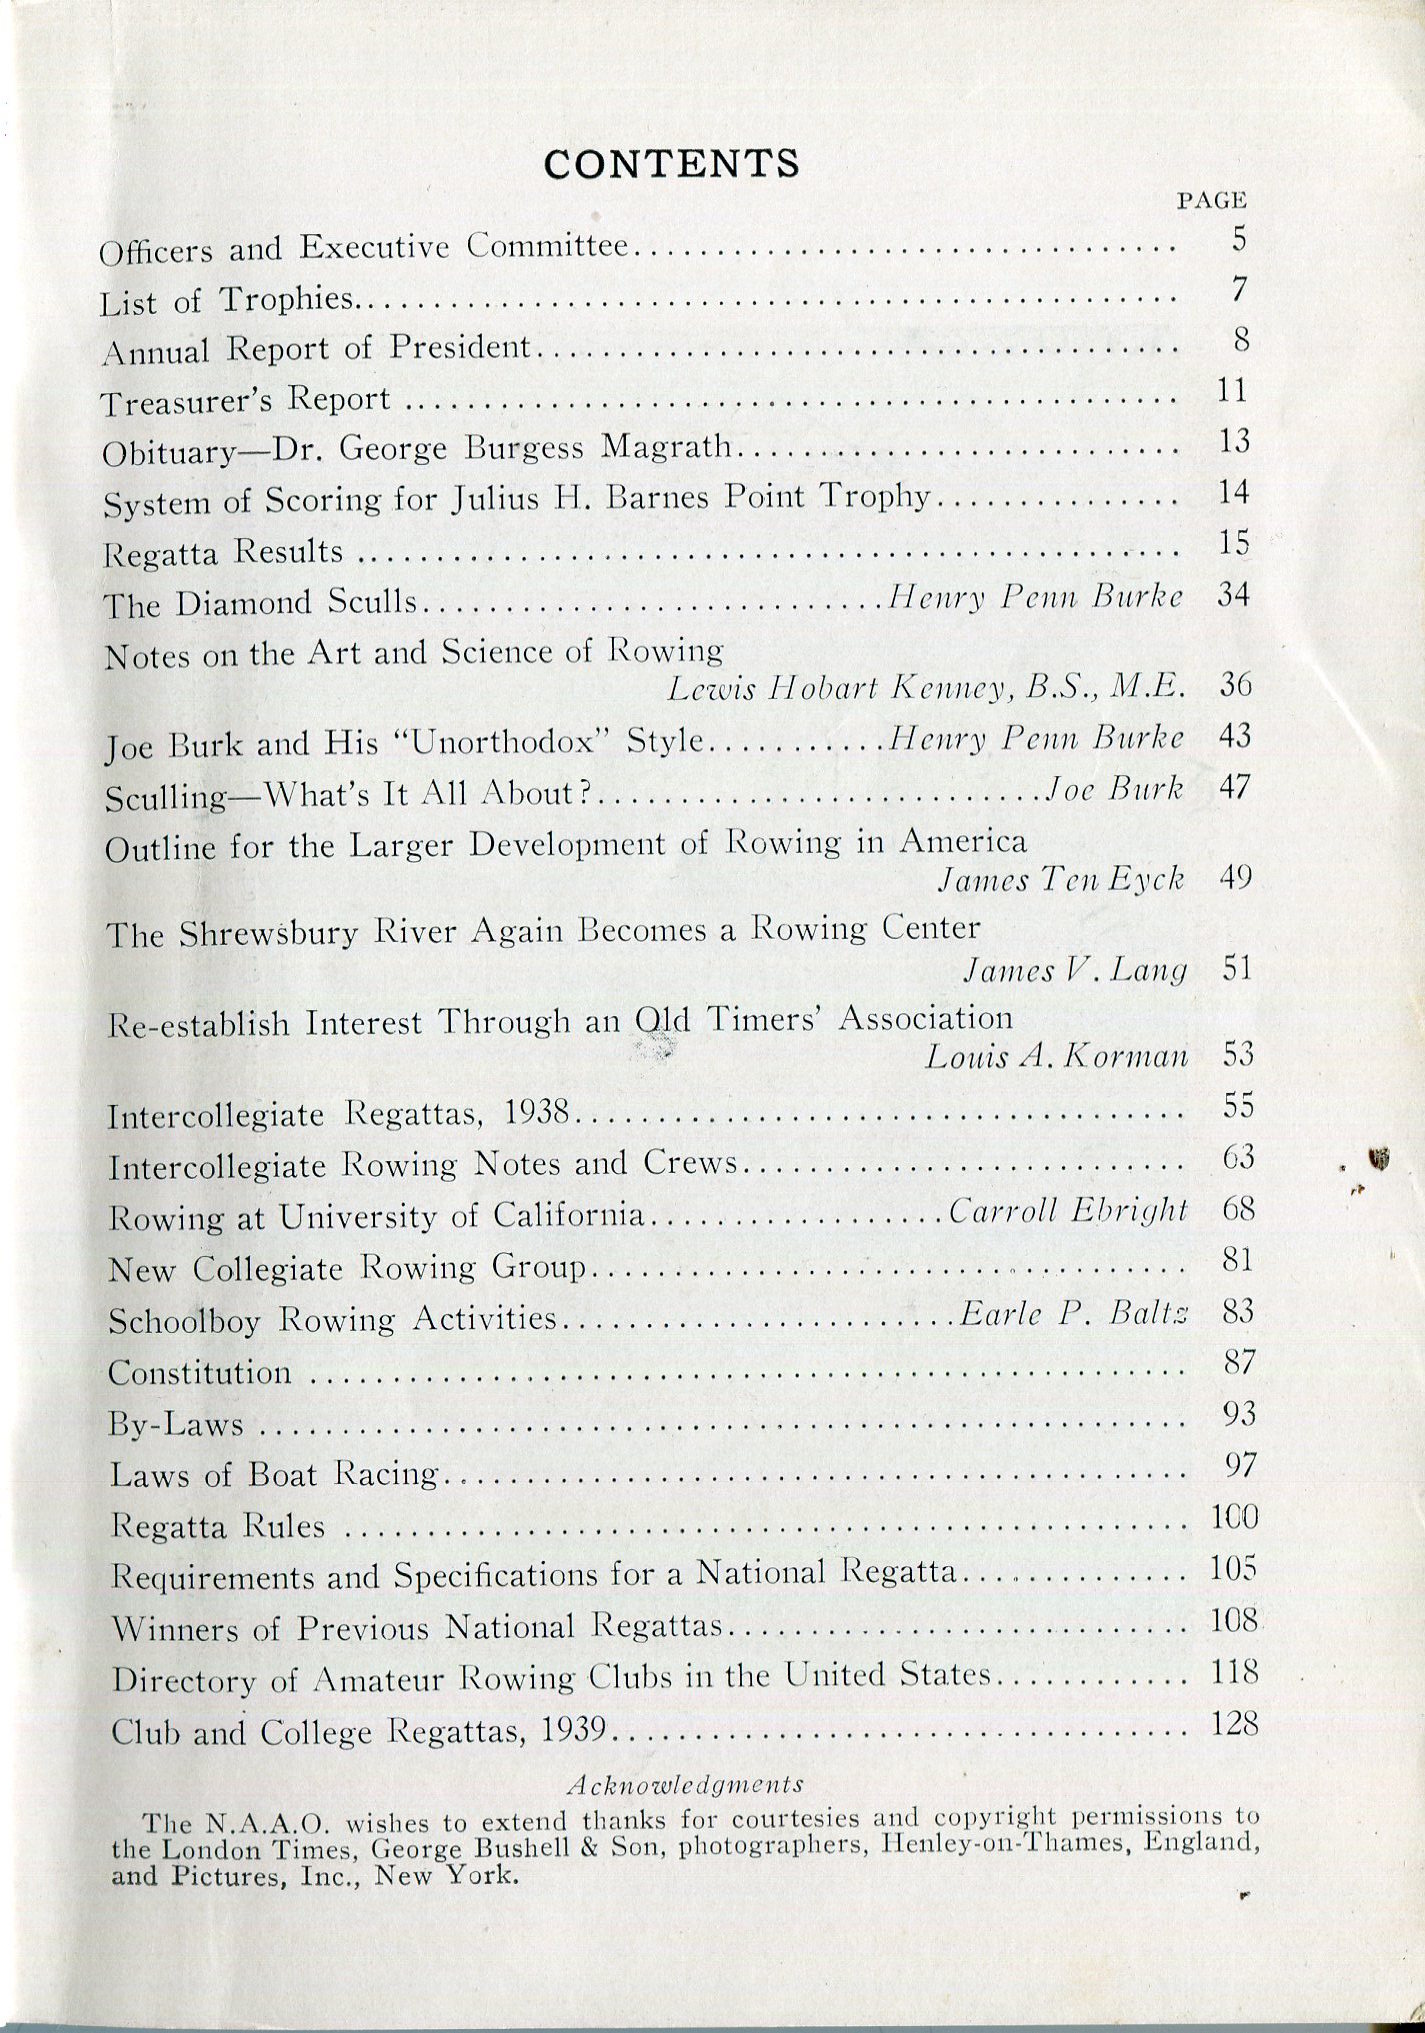 CONTENTS
PAGE
Officers and Executive Committee.................................. 5
List of Trophies.................................................... 7
Annual Report of President........................................ 8
Treasurer's Report ................................................. 11
Obituary—Dr. George Burgess Magrath............................ 13
System of Scoring for Julius H. Barnes Point Trophy............... 14
Regatta Results .................................................... 15
The Diamond Sculls.............................Henry Penn Burke 34
Notes on the Art and Science of Rowing
Lewis Hobart Kenney, B.S., M.E. 36
Joe Burk and His "Unorthodox" Style...........Henry Penn Burke 43
Sculling—What's It All About?............................Joe Burk 47
Outline for the Larger Development of Rowing in America
James Ten Eyck 49
The Shrewsbury River Again Becomes a Rowing Center
James V. Lang 51
Re-establish Interest Through an Old Timers' Association
Louis A. Korman 53
Intercollegiate Regattas, 1938...................................... 55
Intercollegiate Rowing Notes and Crews............................ 63
Rowing at University of California..................Carroll Ebright 68
New Collegiate Rowing Group..................................... 81
Schoolboy Rowing Activities.........................Earle P. Baltz 83
Constitution ....................................................... 87
By-Laws .......................................................... 93
Laws of Boat Racing............................................... 97
Regatta Rules ..................................................... 100
Requirements and Specifications for a National Regatta.............. 105
Winners of Previous National Regattas............................. 108
Directory of Amateur Rowing Clubs in the United States............ 118
Club and College Regattas, 1939.................................... 128
Acknowledgments
The N.A.A.O. wishes to extend thanks for courtesies and copyright permissions to
the London Times, George Bushell & Son, photographers, Henley-on-Thames, England,
and Pictures, Inc., New York.